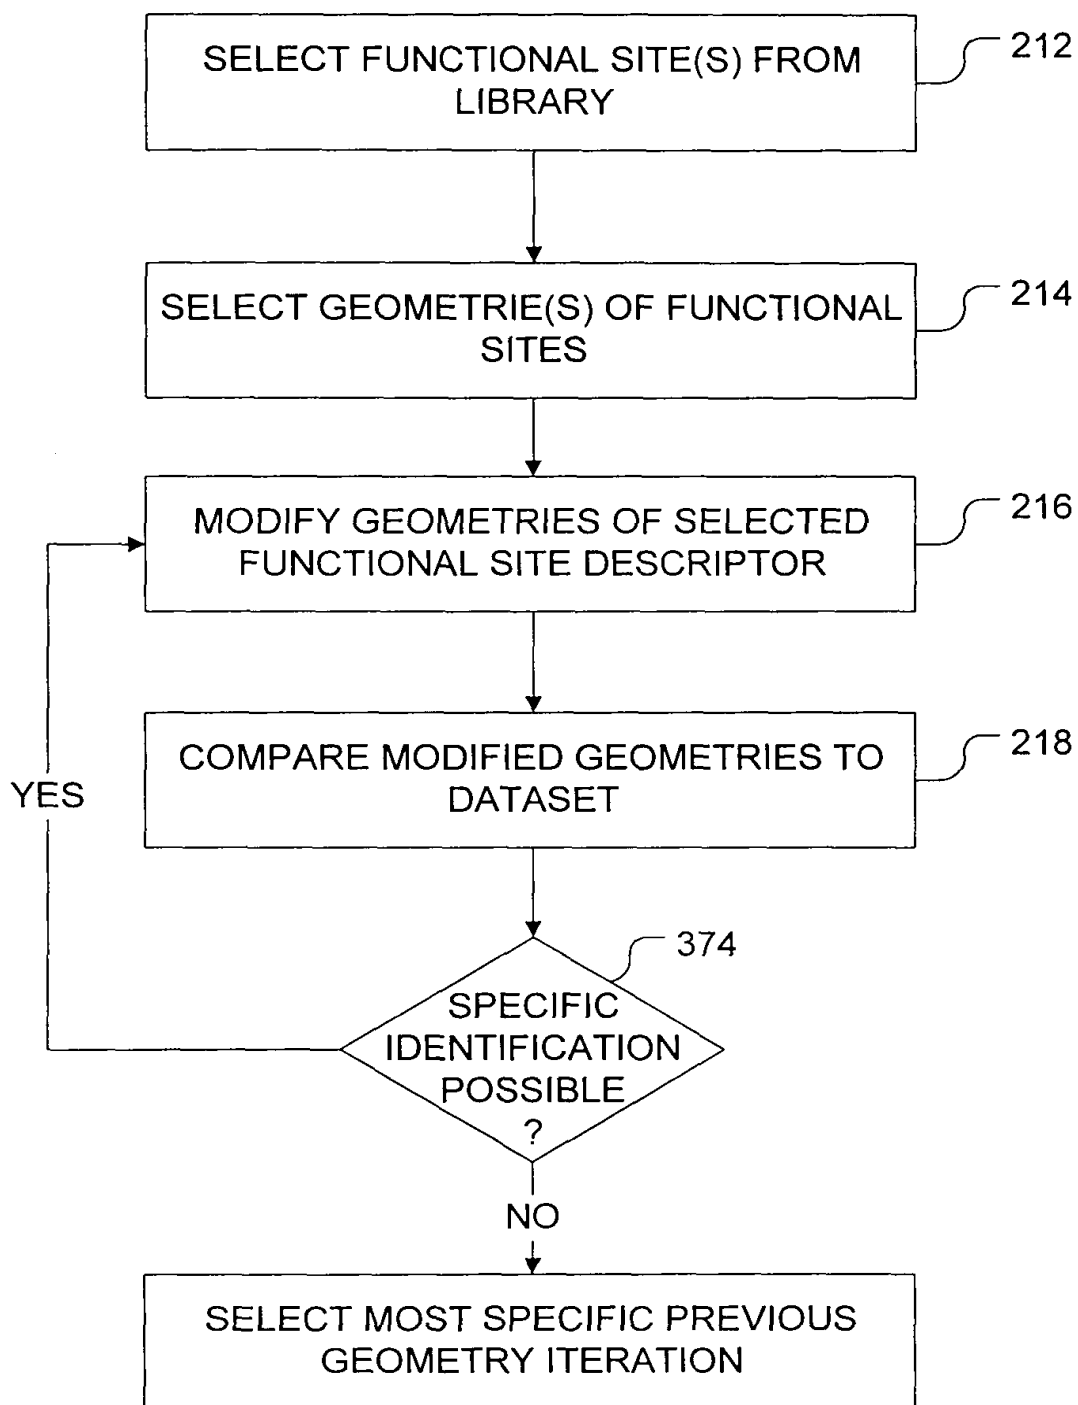 SELECT FUNCTIONAL SITE(S) FROM
LIBRARY
212
SELECT GEOMETRIE(S) OF FUNCTIONAL
SITES
214
MODIFY GEOMETRIES OF SELECTED
FUNCTIONAL SITE DESCRIPTOR
216
COMPARE MODIFIED GEOMETRIES TO
DATASET
218
YES
374
SPECIFIC
IDENTIFICATION
POSSIBLE
?
NO
SELECT MOST SPECIFIC PREVIOUS
GEOMETRY ITERATION